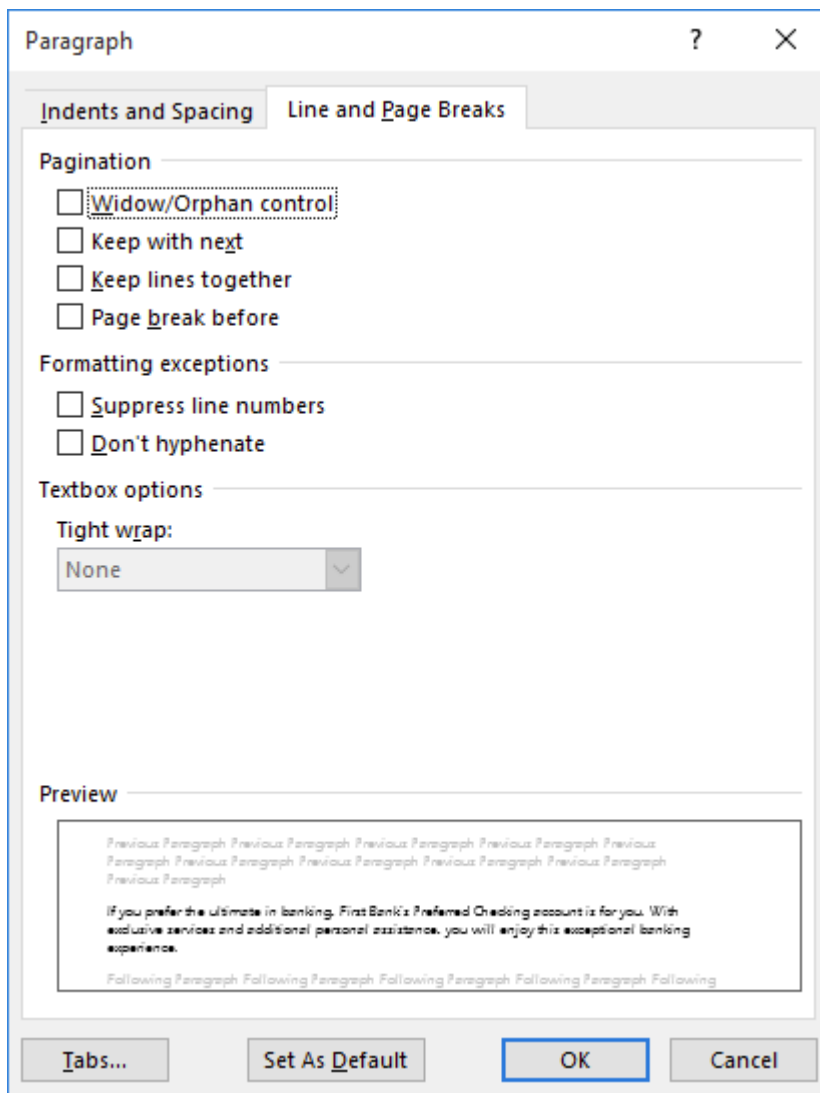 Paragraph ?
Indents and Spacing Line and Page Breaks
Pagination
Widow/Orphan control
Keep with next
Keep lines together
Page break before
Formatting exceptions
Suppress line numbers
Don't hyphenate
Textbox options
Tight wrap:
None
Preview
Previous Paragraph Previous Paragraph Previous Paragraph Previous Paragraph Previous
Paragraph Previous Paragraph Previous Paragraph Previous Paragraph Previous Paragraph
Previous Paragraph
If you prefer the ultimate in banking, First Bank's Preferred Checking account is for you. With
exclusive services and additional personal assistance, you will enjoy this exceptional banking
experience.
Following Paragraph Following Paragraph Following Paragraph Following Paragraph Following
Tabs... Set As Default OK Cancel